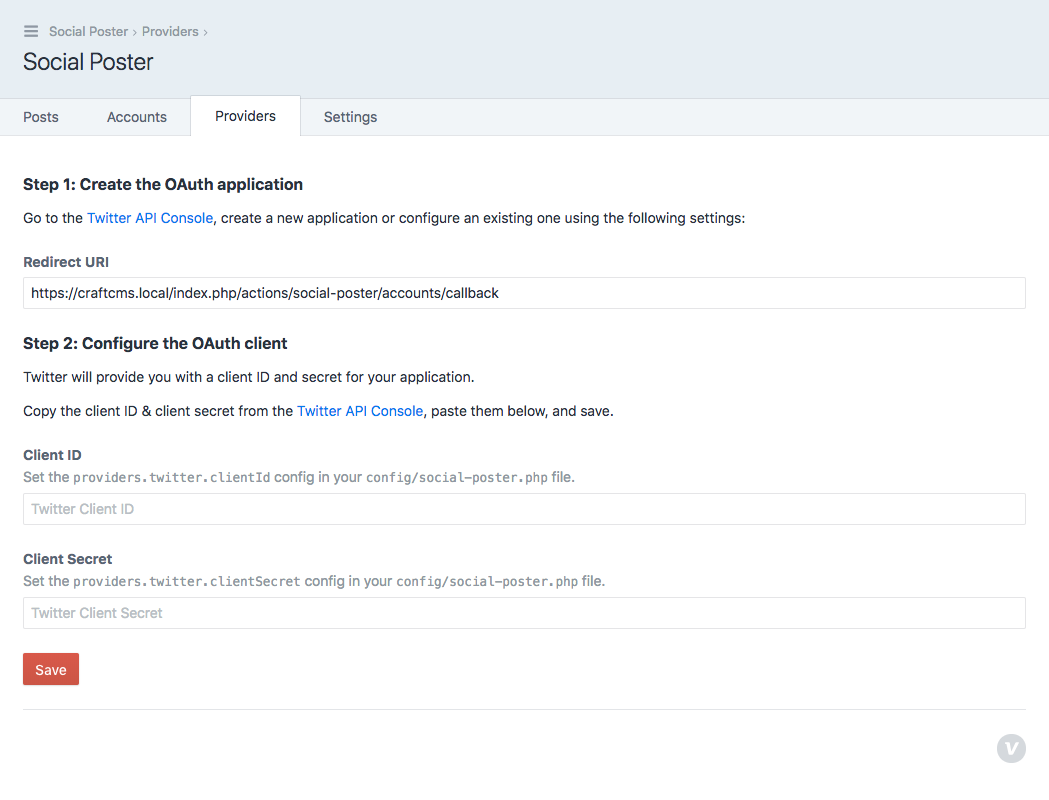 Social Poster › Providers ›
Social Poster
Posts Accounts Providers Settings
Step 1: Create the OAuth application
Go to the Twitter API Console, create a new application or configure an existing one using the following settings:
Redirect URI
https://craftcms.local/index.php/actions/social-poster/accounts/callback
Step 2: Configure the OAuth client
Twitter will provide you with a client ID and secret for your application.
Copy the client ID & client secret from the Twitter API Console, paste them below, and save.
Client ID
Set the providers.twitter.clientId config in your config/social-poster.php file.
Twitter Client ID
Client Secret
Set the providers.twitter.clientSecret config in your config/social-poster.php file.
Twitter Client Secret
Save
V